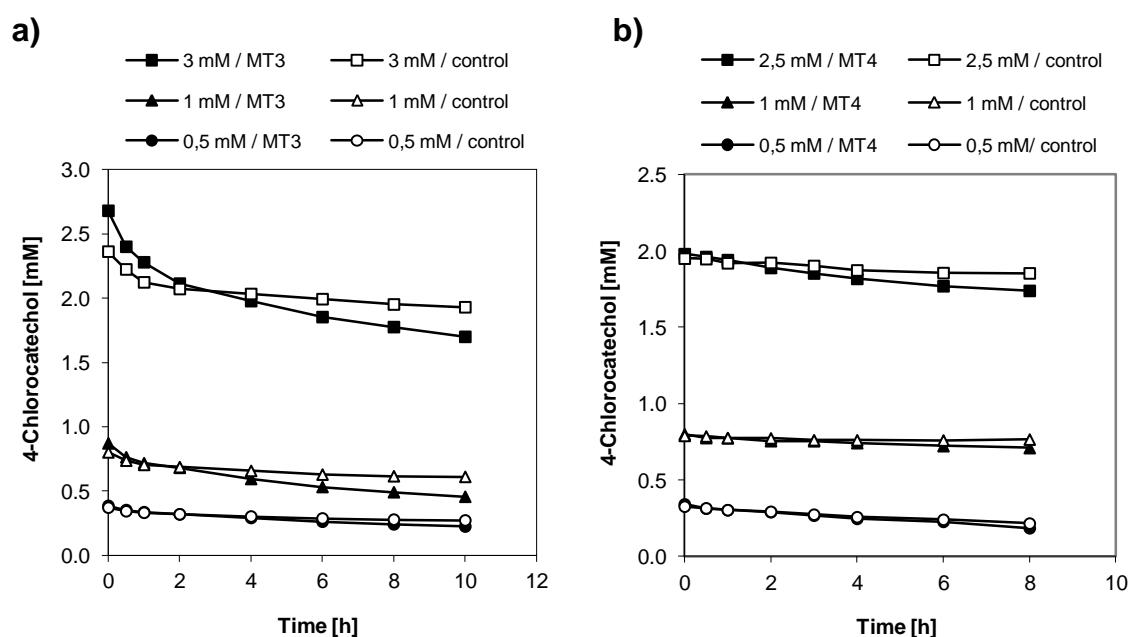 a)
3 mM / MT3 3 mM / control
1 mM / MT3 1 mM / control
0,5 mM / MT3 0,5 mM / control
3.0
2.5
2.0
1.5
1.0
0.5
0.0
4-Chlorocatechol [mM]
0 2 4 6 8 10 12
Time [h]
b)
2,5 mM / MT4 2,5 mM / control
1 mM / MT4 1 mM / control
0,5 mM / MT4 0,5 mM/ control
2.5
2.0
1.5
1.0
0.5
0.0
4-Chlorocatechol [mM]
0 2 4 6 8 10
Time [h]